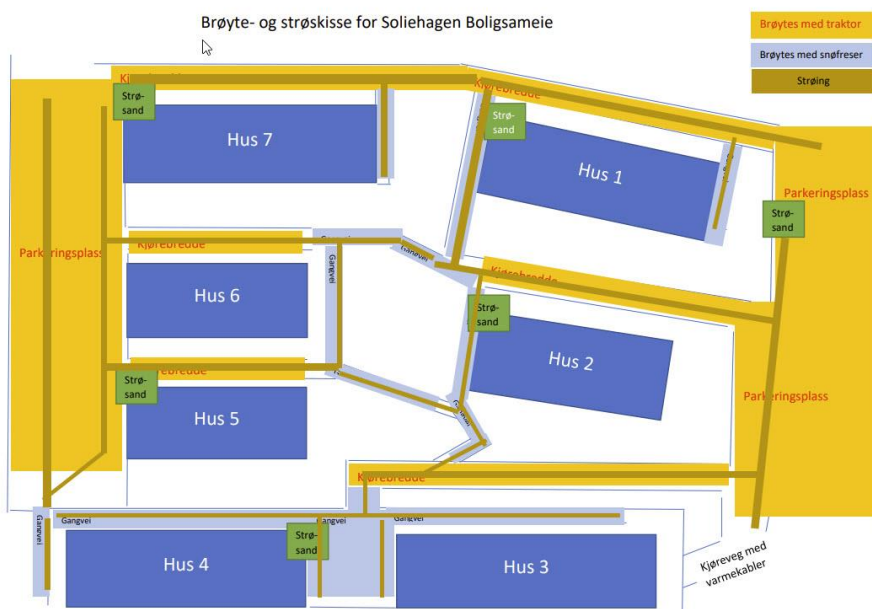 Brøyte- og strøskisse for Soliehagen Boligsameie
Brøytes med traktor
Brøytes med snøfreser
Strøing
Kjørebredde
Kjørebredde
Strø-
sand
Strø-
sand
Hus 7
Hus 1
Parkeringsplass
Strø-
sand
Parkeringsplass
Kjørebredde
Gangvei
Gangvei
Kjørebredde
Hus 6
Strø-
sand
Hus 2
Kjørebredde
Strø-
sand
Hus 5
Parkeringsplass
Kjørebredde
Gangvei
Gangvei
Gangvei
Gangvei
Strø-
sand
Hus 4
Hus 3
Kjøreveg med
varmekabler